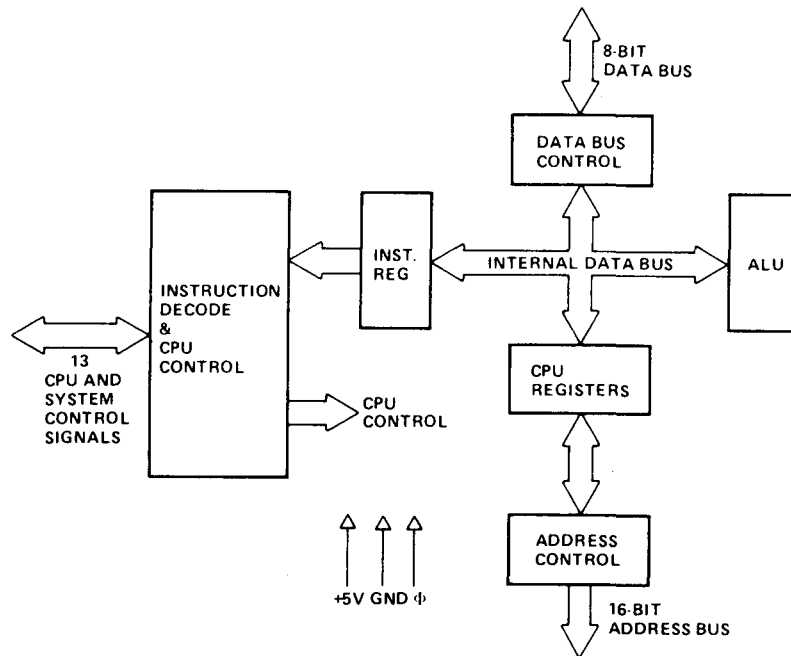 8-BIT
DATA BUS
DATA BUS
CONTROL
INST.
REG
INTERNAL DATA BUS
ALU
INSTRUCTION
DECODE
&
CPU
CONTROL
13
CPU AND
SYSTEM
CONTROL
SIGNALS
CPU
CONTROL
CPU
REGISTERS
ADDRESS
CONTROL
+5V GND Φ
16-BIT
ADDRESS BUS